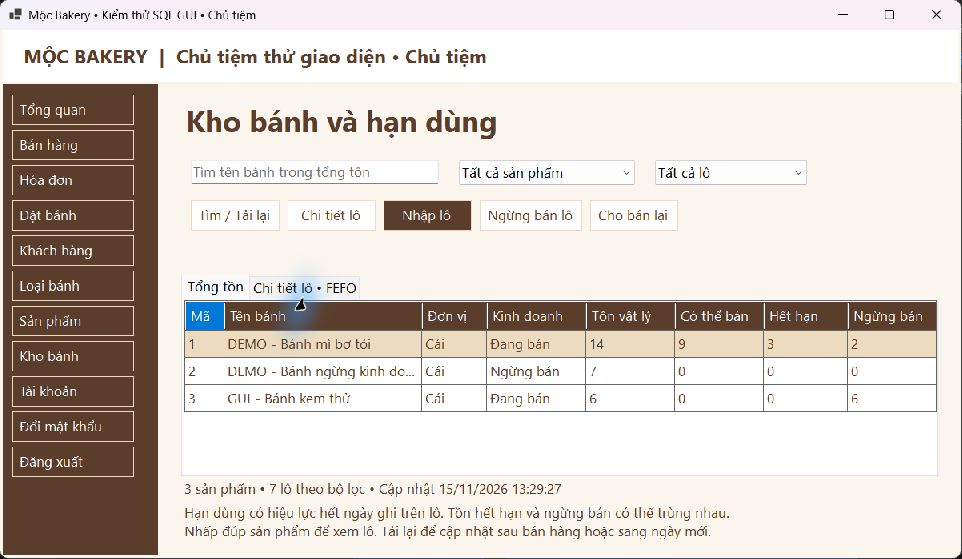 Mộc Bakery • Kiểm thử SQL GUI • Chủ tiệm
MỘC BAKERY | Chủ tiệm thử giao diện • Chủ tiệm
Tổng quan
Bán hàng
Hóa đơn
Đặt bánh
Khách hàng
Loại bánh
Sản phẩm
Kho bánh
Tài khoản
Đổi mật khẩu
Đăng xuất
Kho bánh và hạn dùng
Tìm tên bánh trong tổng tồn
Tất cả sản phẩm
Tất cả lô
Tìm / Tải lại
Chi tiết lô
Nhập lô
Ngừng bán lô
Cho bán lại
Tổng tồn
Chi tiết lô • FEFO
Mã Tên bánh Đơn vị Kinh doanh Tồn vật lý Có thể bán Hết hạn Ngừng bán
1 DEMO - Bánh mì bơ tỏi Cái Đang bán 14 9 3 2
2 DEMO - Bánh ngừng kinh do... Cái Ngừng bán 7 0 0 0
3 GUI - Bánh kem thử Cái Đang bán 6 0 0 6
3 sản phẩm • 7 lô theo bộ lọc • Cập nhật 15/11/2026 13:29:27
Hạn dùng có hiệu lực hết ngày ghi trên lô. Tồn hết hạn và ngừng bán có thể trùng nhau.
Nhấp đúp sản phẩm để xem lô. Tải lại để cập nhật sau bán hàng hoặc sang ngày mới.